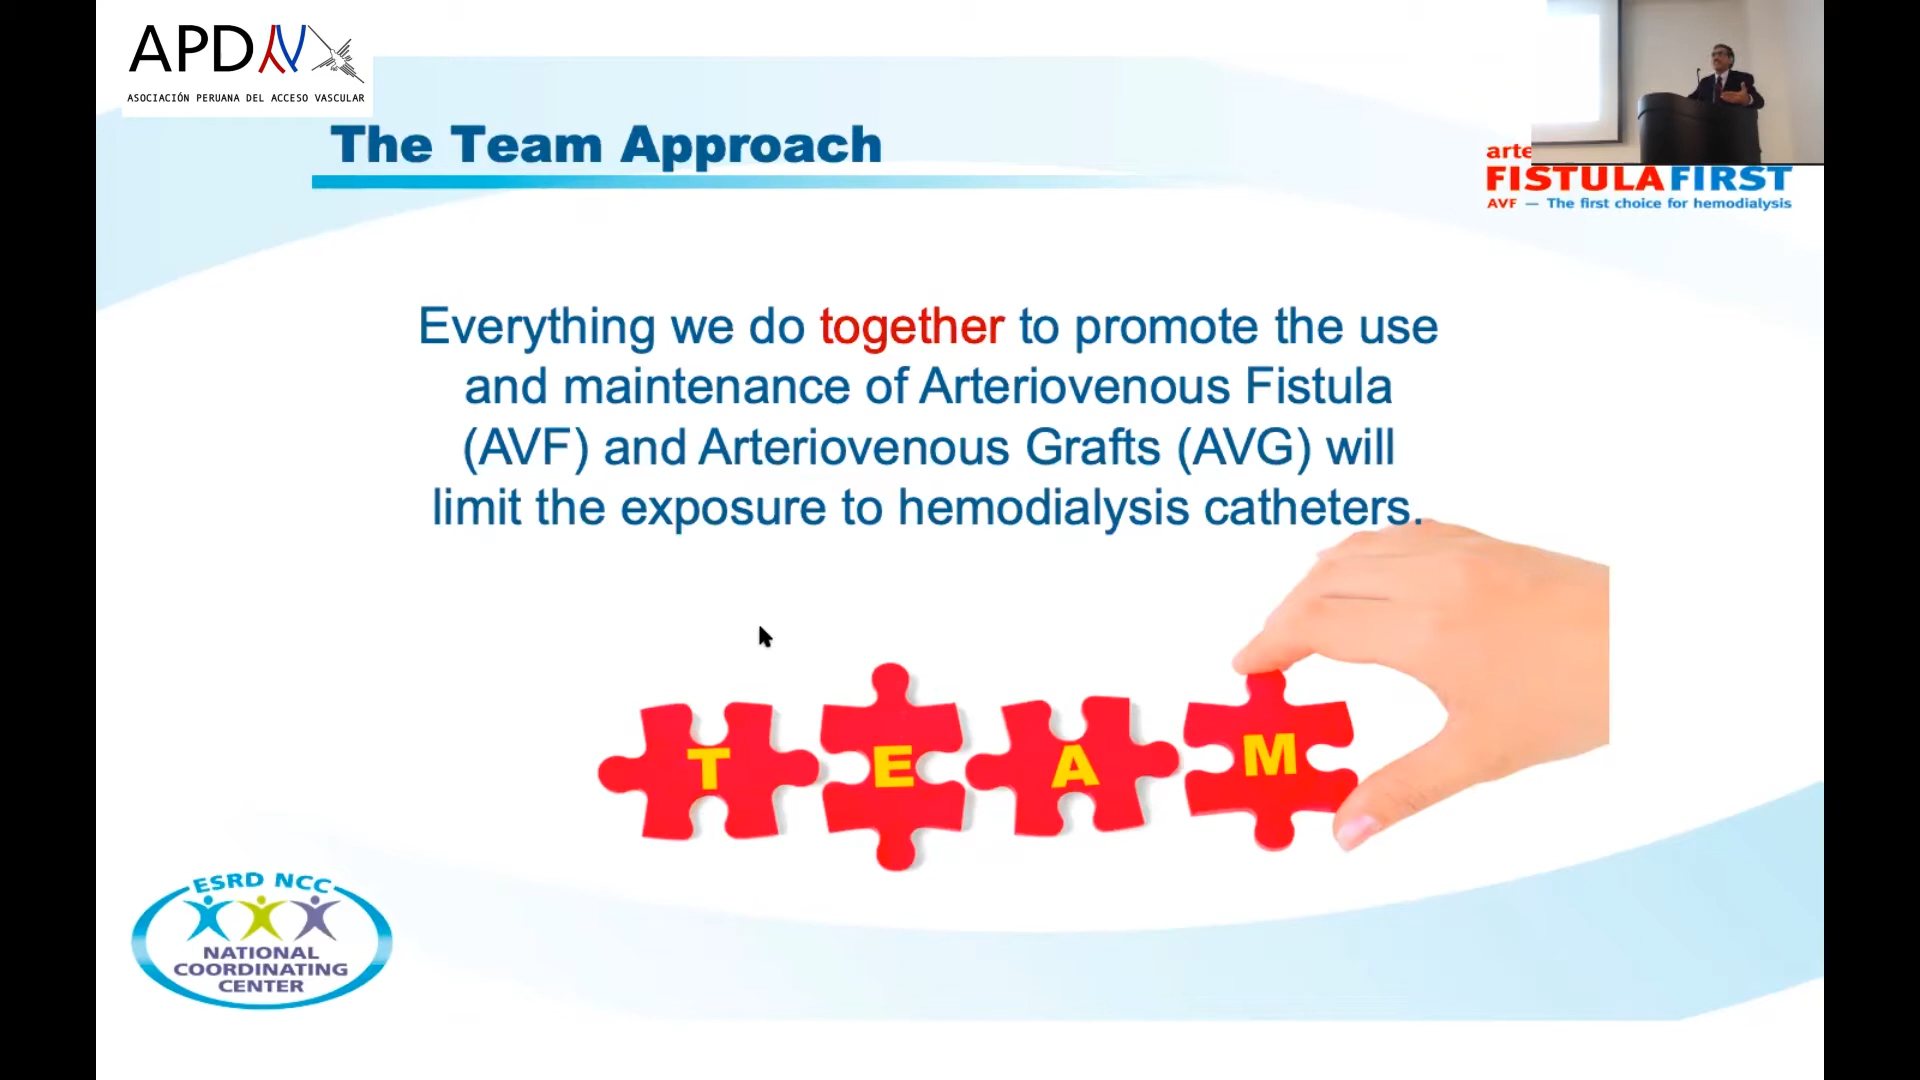 APDAV
ASOCIACIÓN PERUANA DEL ACCESO VASCULAR
The Team Approach
arte
FISTULA FIRST
AVF — The first choice for hemodialysis
Everything we do together to promote the use
and maintenance of Arteriovenous Fistula
(AVF) and Arteriovenous Grafts (AVG) will
limit the exposure to hemodialysis catheters.
T E A M
ESRD NCC
NATIONAL
COORDINATING
CENTER